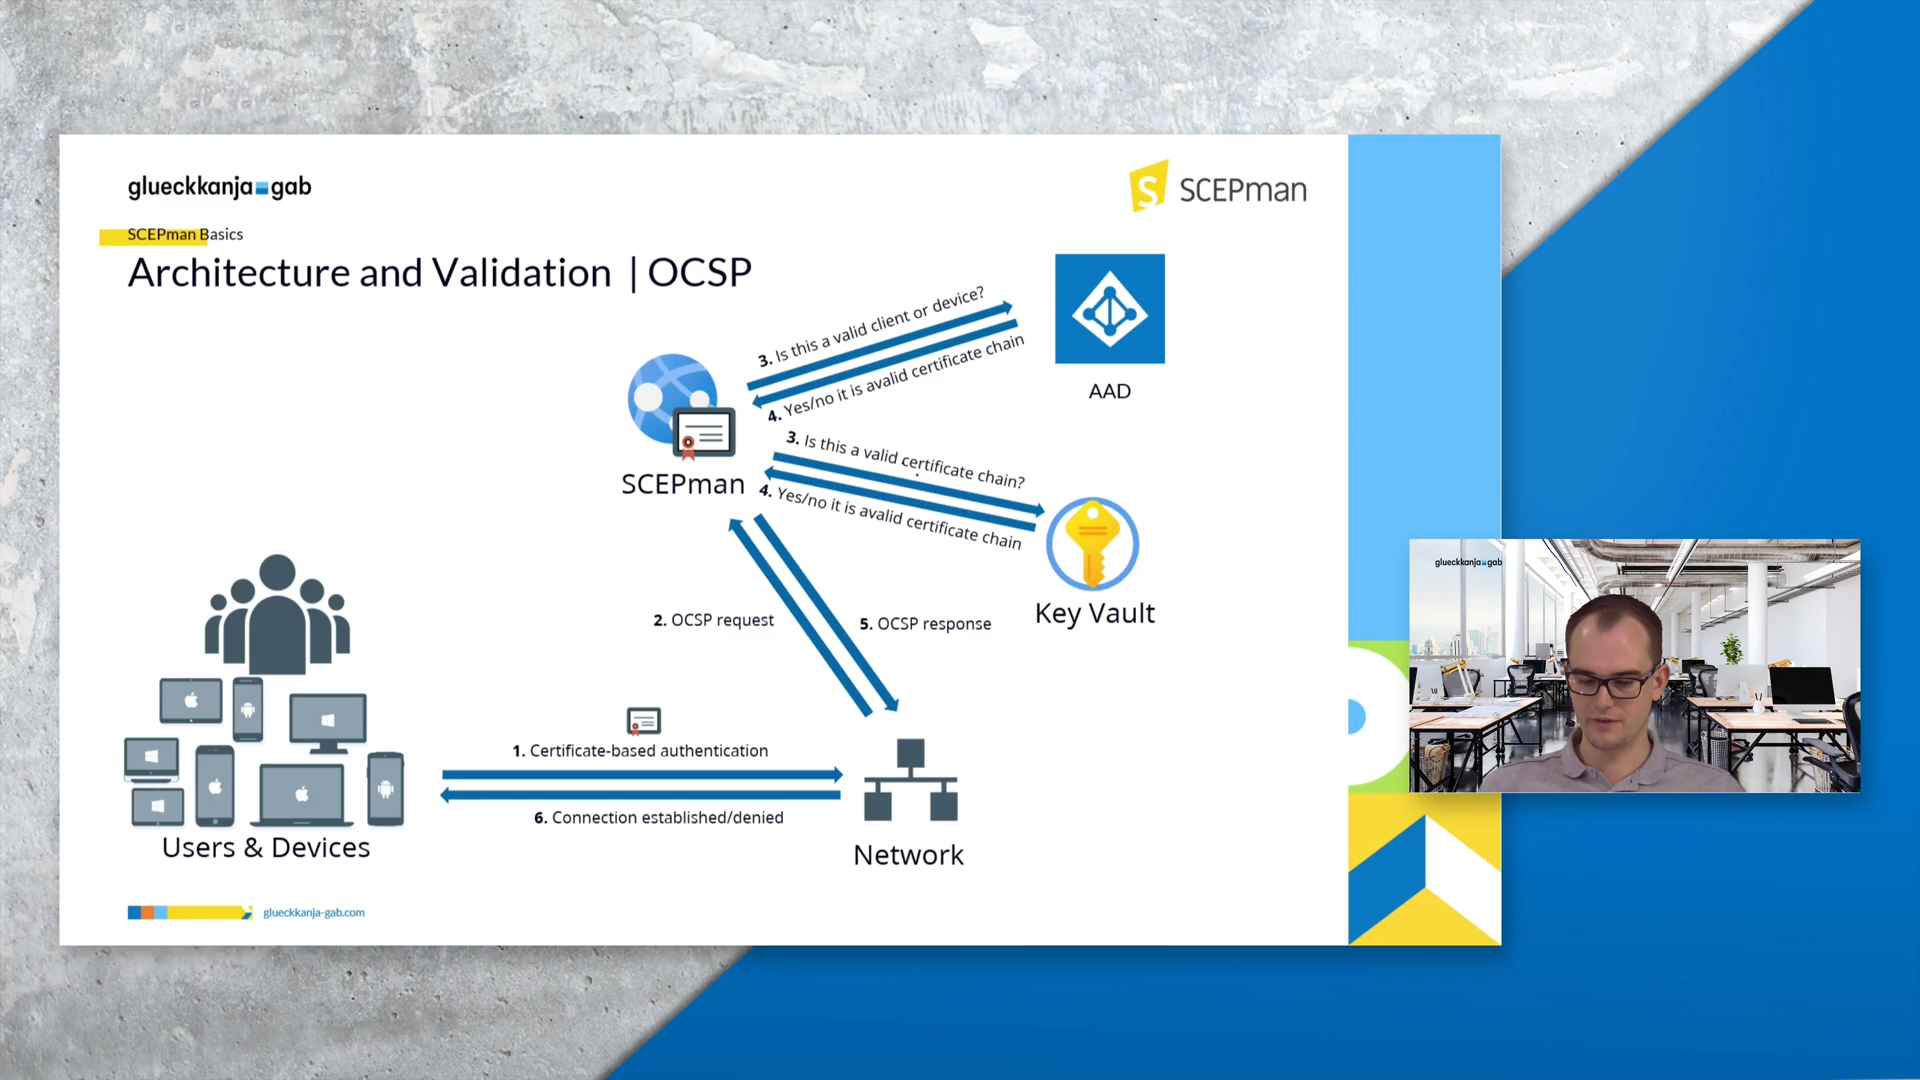 glueckkanja-gab
SCEPman
SCEPman Basics
Architecture and Validation | OCSP
3. Is this a valid client or device?
4. Yes/no it is avalid certificate chain
AAD
3. Is this a valid certificate chain?
4. Yes/no it is avalid certificate chain
SCEPman
Key Vault
2. OCSP request
5. OCSP response
1. Certificate-based authentication
6. Connection established/denied
Users & Devices
Network
glueckkanja-gab.com
glueckkanja-gab